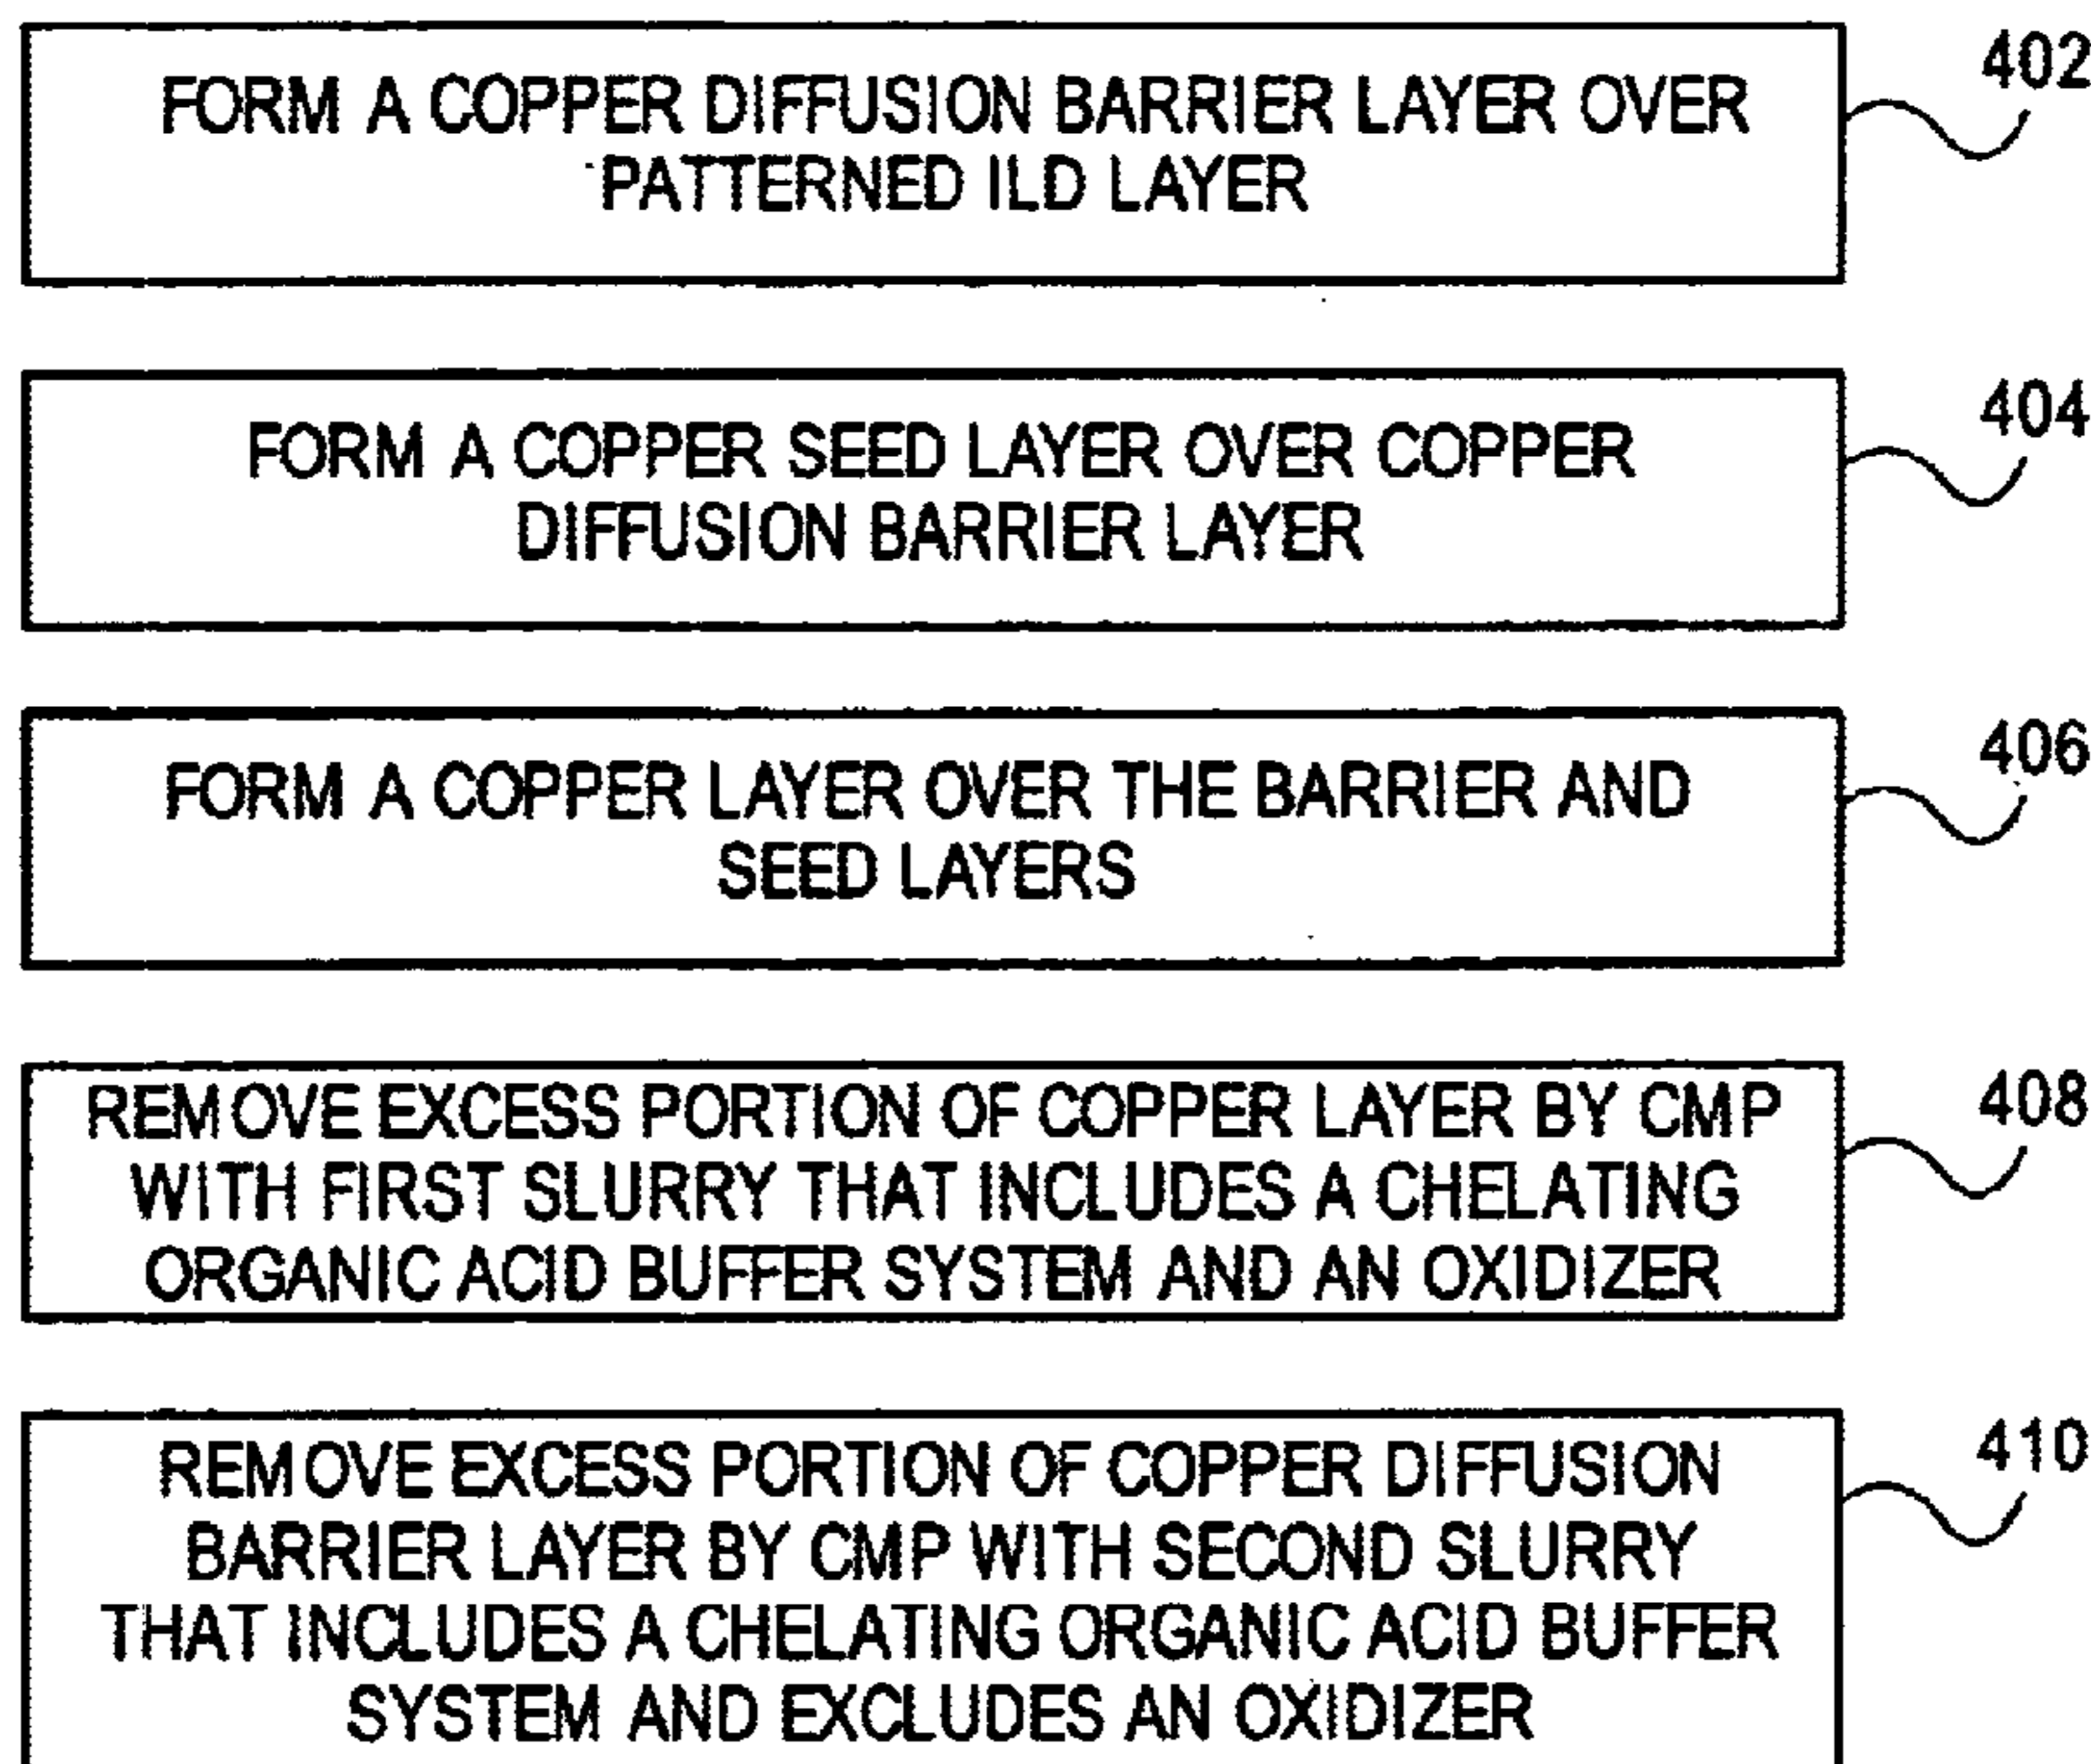 FORM A COPPER DIFFUSION BARRIER LAYER OVER
PATTERNED ILD LAYER
402
FORM A COPPER SEED LAYER OVER COPPER
DIFFUSION BARRIER LAYER
404
FORM A COPPER LAYER OVER THE BARRIER AND
SEED LAYERS
406
REMOVE EXCESS PORTION OF COPPER LAYER BY CMP
WITH FIRST SLURRY THAT INCLUDES A CHELATING
ORGANIC ACID BUFFER SYSTEM AND AN OXIDIZER
408
REMOVE EXCESS PORTION OF COPPER DIFFUSION
BARRIER LAYER BY CMP WITH SECOND SLURRY
THAT INCLUDES A CHELATING ORGANIC ACID BUFFER
SYSTEM AND EXCLUDES AN OXIDIZER
410